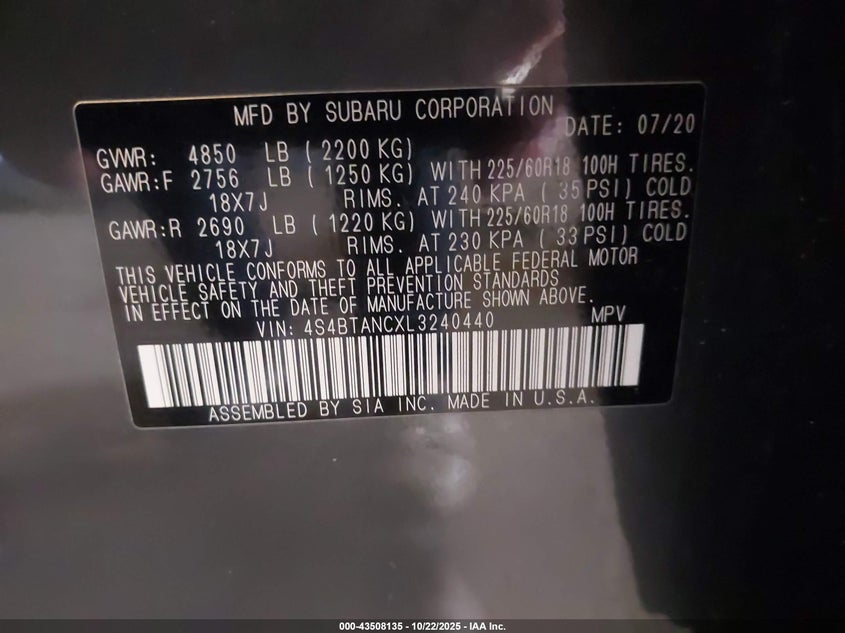 MFD BY SUBARU CORPORATION
DATE: 07/20
GVWR: 4850 LB ( 2200 KG)
GAWR:F 2756 LB ( 1250 KG) WITH 225/60R18 100H TIRES.
18X7J RIMS. AT 240 KPA ( 35 PSI) COLD
GAWR:R 2690 LB ( 1220 KG) WITH 225/60R18 100H TIRES.
18X7J RIMS. AT 230 KPA ( 33 PSI) COLD
THIS VEHICLE CONFORMS TO ALL APPLICABLE FEDERAL MOTOR
VEHICLE SAFETY AND THEFT PREVENTION STANDARDS
IN EFFECT ON THE DATE OF MANUFACTURE SHOWN ABOVE.
VIN: 4S4BTANCXL3240440 MPV
ASSEMBLED BY SIA INC. MADE IN U.S.A.
000-43508135 - 10/22/2025 - IAA Inc.